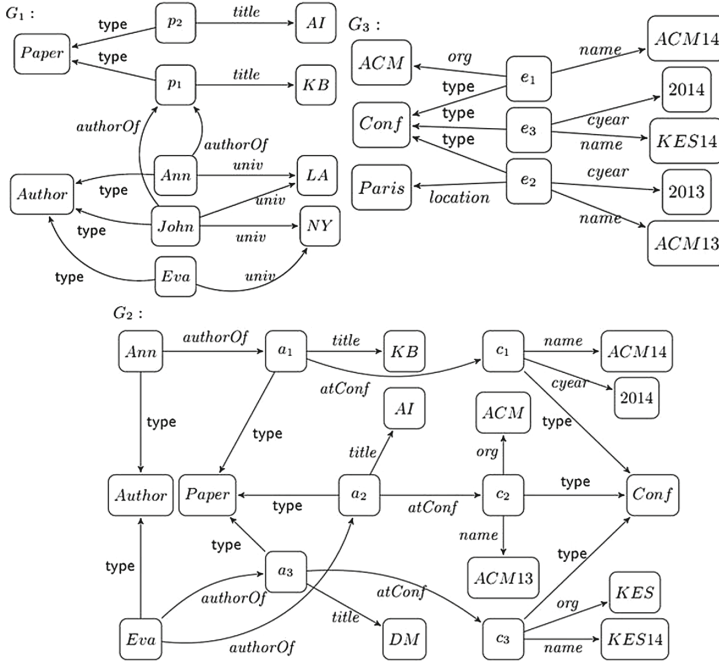 G₁ :
type
p₂
title
AI
Paper
type
p₁
title
KB
authorOf
authorOf
Ann
univ
LA
Author
type
univ
type
John
univ
NY
type
Eva
univ
G₃ :
ACM
org
e₁
name
ACM14
type
2014
Conf
type
e₃
cyear
name
KES14
type
e₂
cyear
2013
Paris
location
name
ACM13
G₂ :
Ann
authorOf
a₁
title
KB
c₁
name
ACM14
atConf
cyear
2014
type
type
AI
ACM
type
title
org
Author
Paper
type
a₂
atConf
c₂
type
Conf
name
type
type
a₃
atConf
ACM13
type
authorOf
org
KES
Eva
authorOf
title
DM
c₃
name
KES14